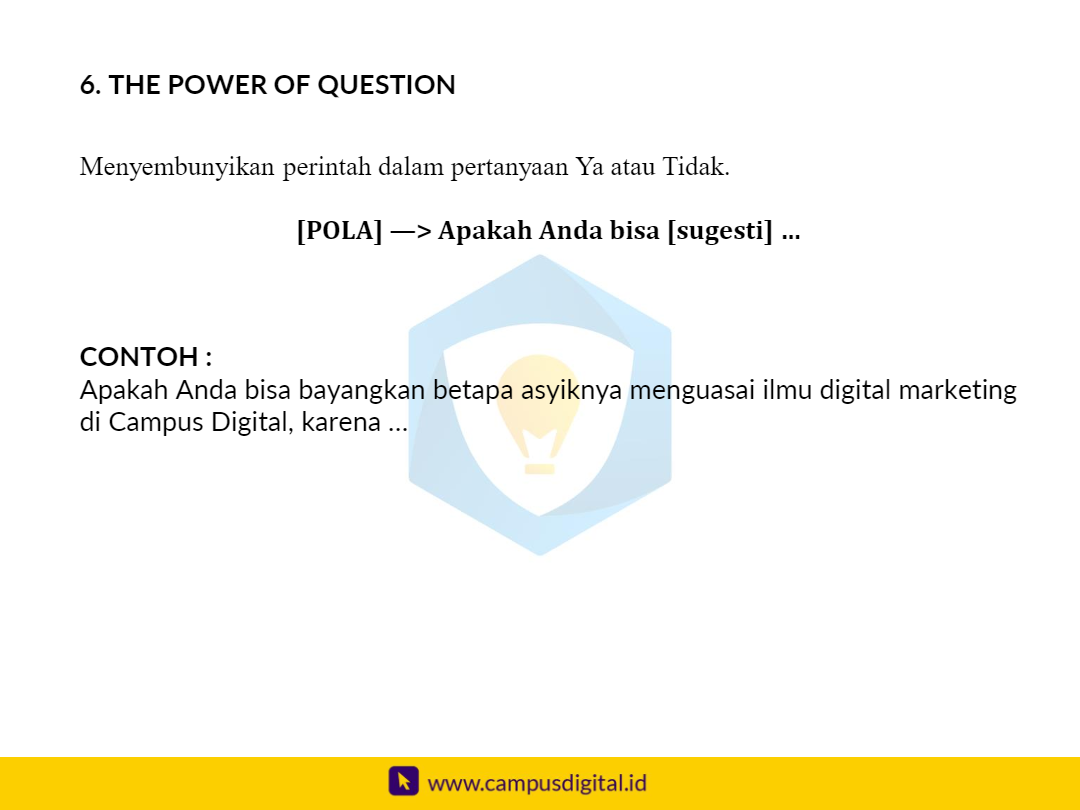 6. THE POWER OF QUESTION
Menyembunyikan perintah dalam pertanyaan Ya atau Tidak.
[POLA] —> Apakah Anda bisa [sugesti] ...
CONTOH :
Apakah Anda bisa bayangkan betapa asyiknya menguasai ilmu digital marketing
di Campus Digital, karena ...
www.campusdigital.id